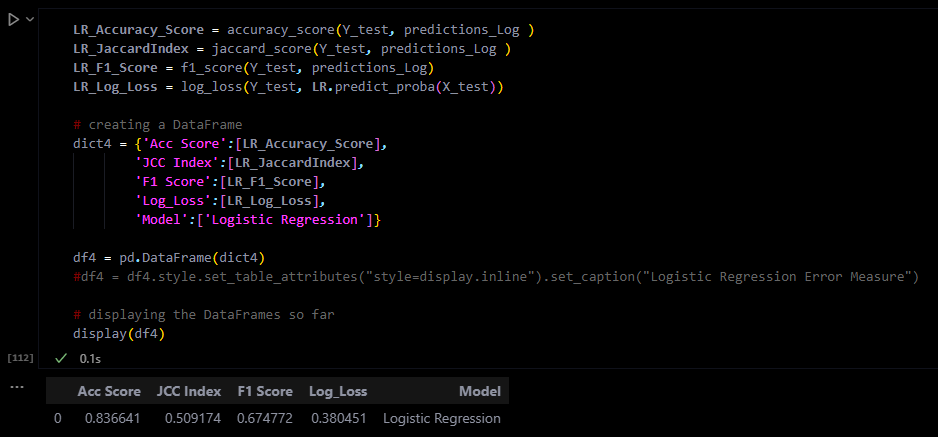 LR_Accuracy_Score = accuracy_score(Y_test, predictions_Log )
LR_JaccardIndex = jaccard_score(Y_test, predictions_Log )
LR_F1_Score = f1_score(Y_test, predictions_Log)
LR_Log_Loss = log_loss(Y_test, LR.predict_proba(X_test))

# creating a DataFrame
dict4 = {'Acc Score':[LR_Accuracy_Score],
        'JCC Index':[LR_JaccardIndex],
        'F1 Score':[LR_F1_Score],
        'Log_Loss':[LR_Log_Loss],
        'Model':['Logistic Regression']}

df4 = pd.DataFrame(dict4)
#df4 = df4.style.set_table_attributes("style=display.inline").set_caption("Logistic Regression Error Measure")

# displaying the DataFrames so far
display(df4)
[112] ✓ 0.1s
... Acc Score JCC Index F1 Score Log_Loss Model
0 0.836641 0.509174 0.674772 0.380451 Logistic Regression